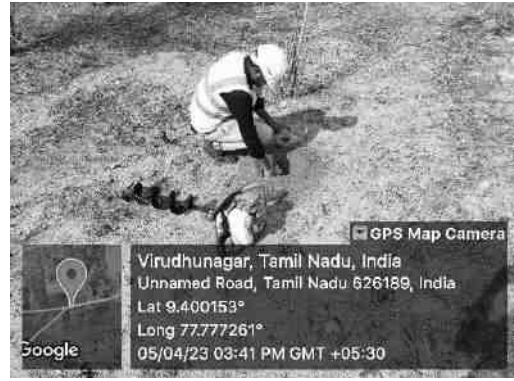 GPS Map Camera
Virudhunagar, Tamil Nadu, India
Unnamed Road, Tamil Nadu 626189, India
Lat 9.400153°
Long 77.777261°
05/04/23 03:41 PM GMT +05:30
Google